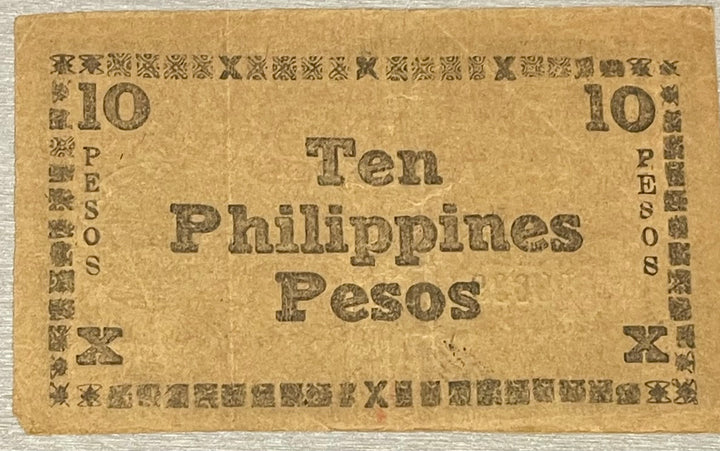 X X X
10 10
PESOS PESOS
Ten
Philippines
Pesos
X X
X